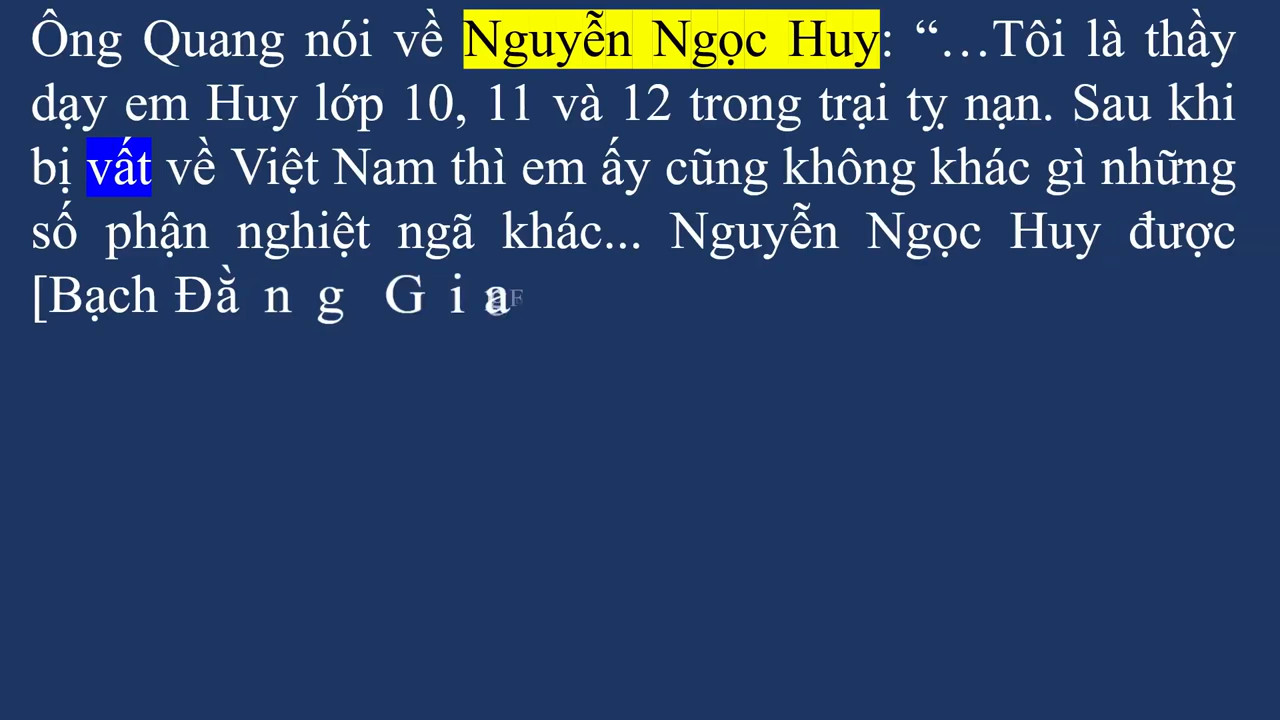 Ông Quang nói về Nguyễn Ngọc Huy: “…Tôi là thầy
dạy em Huy lớp 10, 11 và 12 trong trại tỵ nạn. Sau khi
bị vất về Việt Nam thì em ấy cũng không khác gì những
số phận nghiệt ngã khác... Nguyễn Ngọc Huy được
[Bạch Đằng